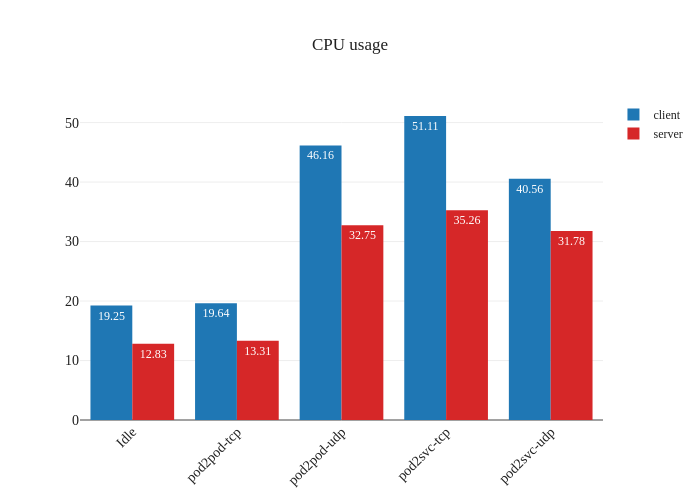 CPU usage
client
server
50
40
30
20
10
0
19.25
12.83
19.64
13.31
46.16
32.75
51.11
35.26
40.56
31.78
Idle
pod2pod-tcp
pod2pod-udp
pod2svc-tcp
pod2svc-udp